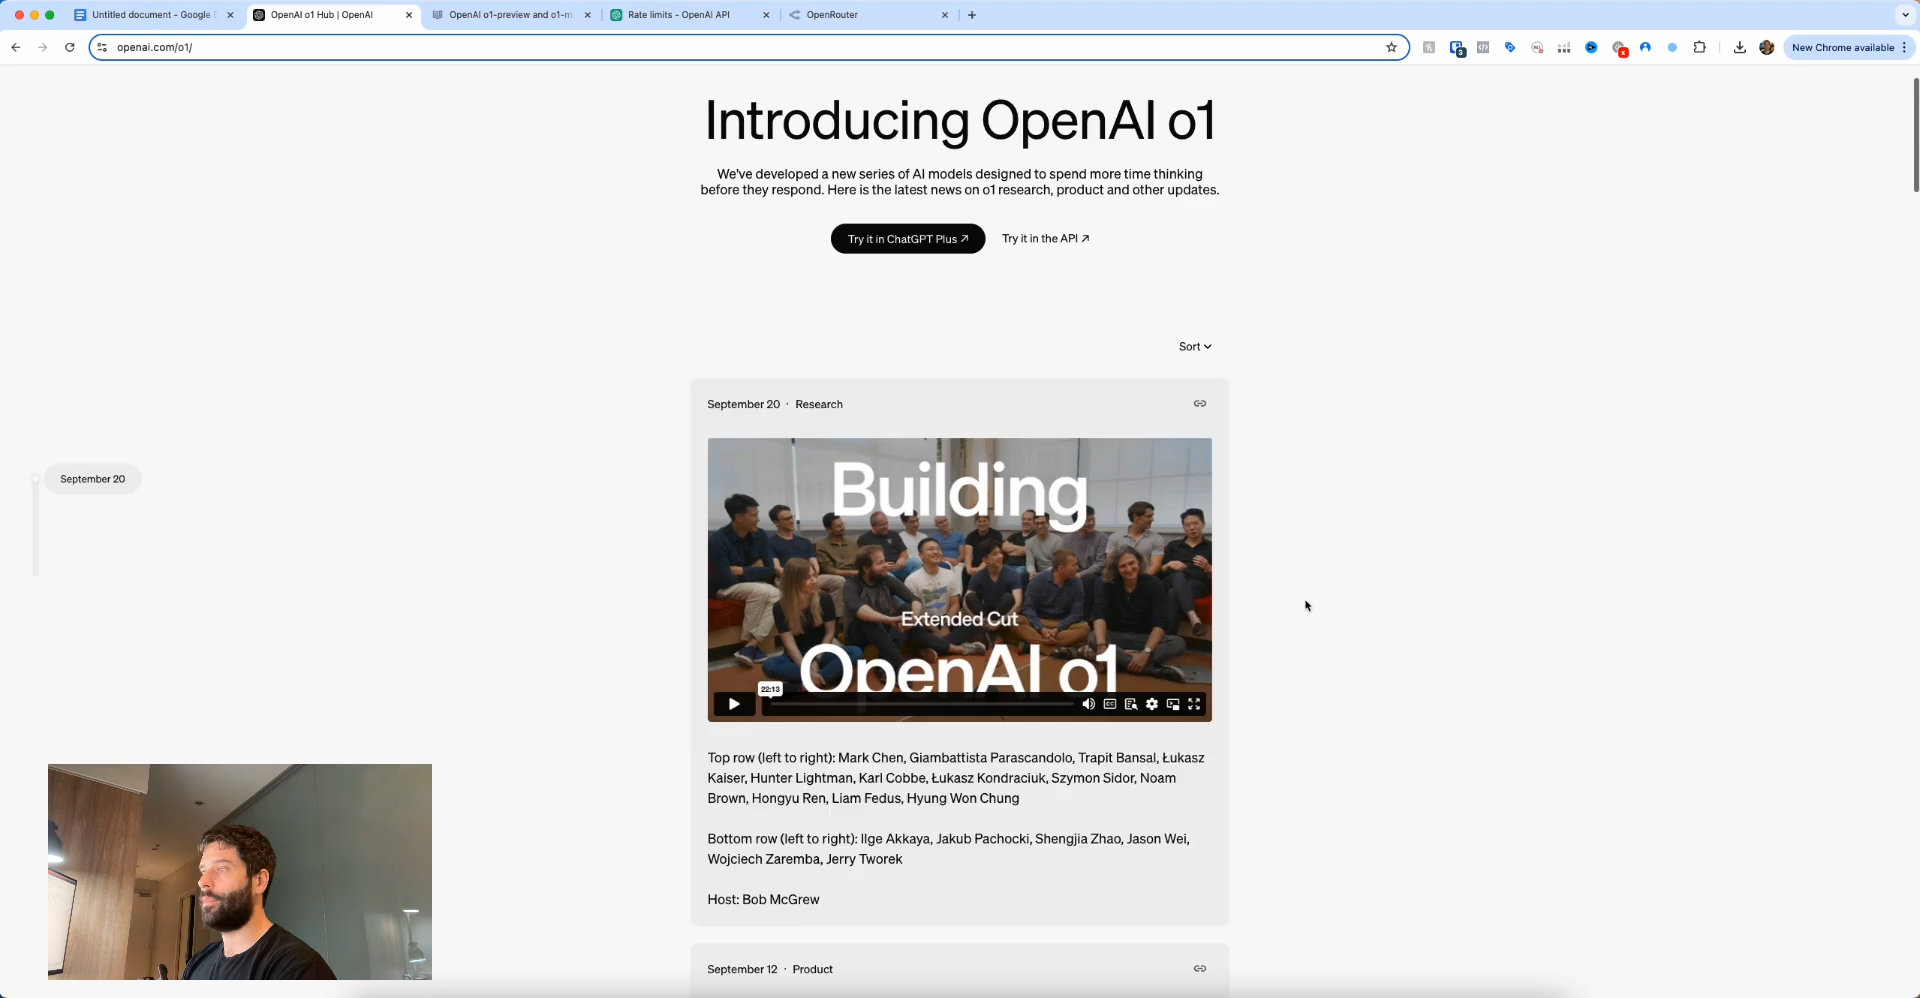 Untitled document - Google
OpenAI o1 Hub | OpenAI
OpenAI o1-preview and o1-m
Rate limits - OpenAI API
OpenRouter
openai.com/o1/
3
New Chrome available
Introducing OpenAI o1
We've developed a new series of AI models designed to spend more time thinking
before they respond. Here is the latest news on o1 research, product and other updates.
Try it in ChatGPT Plus ↗
Try it in the API ↗
Sort
September 20 · Research
September 20
Building
Extended Cut
OpenAI o1
22:13
CC
Top row (left to right): Mark Chen, Giambattista Parascandolo, Trapit Bansal, Łukasz
Kaiser, Hunter Lightman, Karl Cobbe, Łukasz Kondraciuk, Szymon Sidor, Noam
Brown, Hongyu Ren, Liam Fedus, Hyung Won Chung
Bottom row (left to right): Ilge Akkaya, Jakub Pachocki, Shengjia Zhao, Jason Wei,
Wojciech Zaremba, Jerry Tworek
Host: Bob McGrew
September 12 · Product